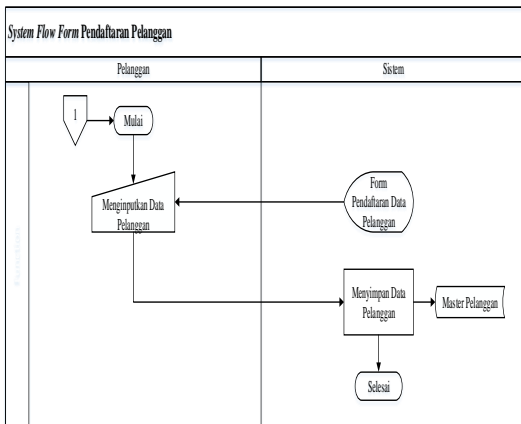 System Flow Form Pendaftaran Pelanggan
Pelanggan
Sistem
1
Mulai
Form
Pendaftaran Data
Pelanggan
Menginputkan Data
Pelanggan
Menyimpan Data
Pelanggan
Master Pelanggan
Selesai